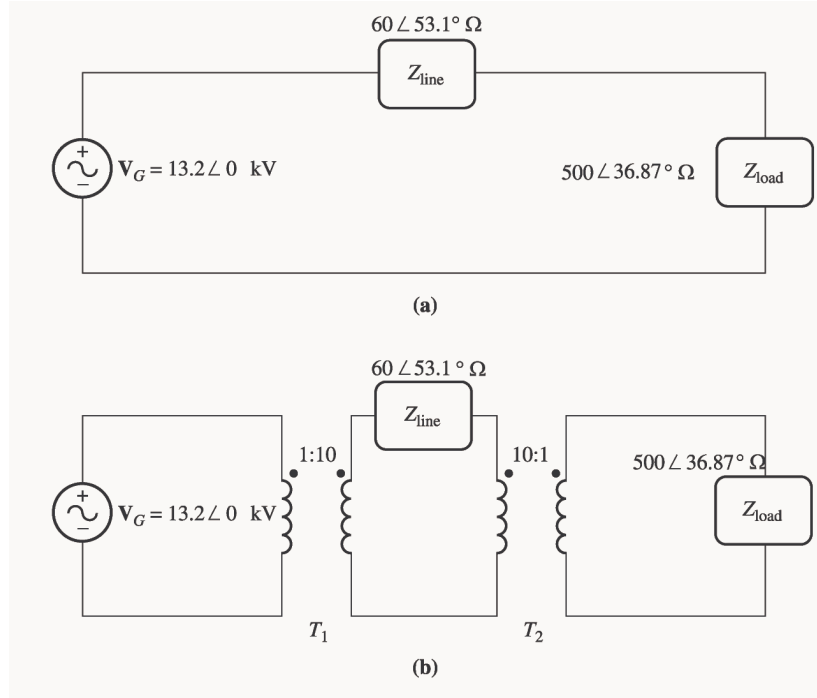 60∠53.1° Ω
Z_line
+
V_G = 13.2∠0 kV
−
500∠36.87° Ω
Z_load
(a)
60∠53.1° Ω
Z_line
1:10
10:1
500∠36.87° Ω
+
V_G = 13.2∠0 kV
−
Z_load
T_1
T_2
(b)